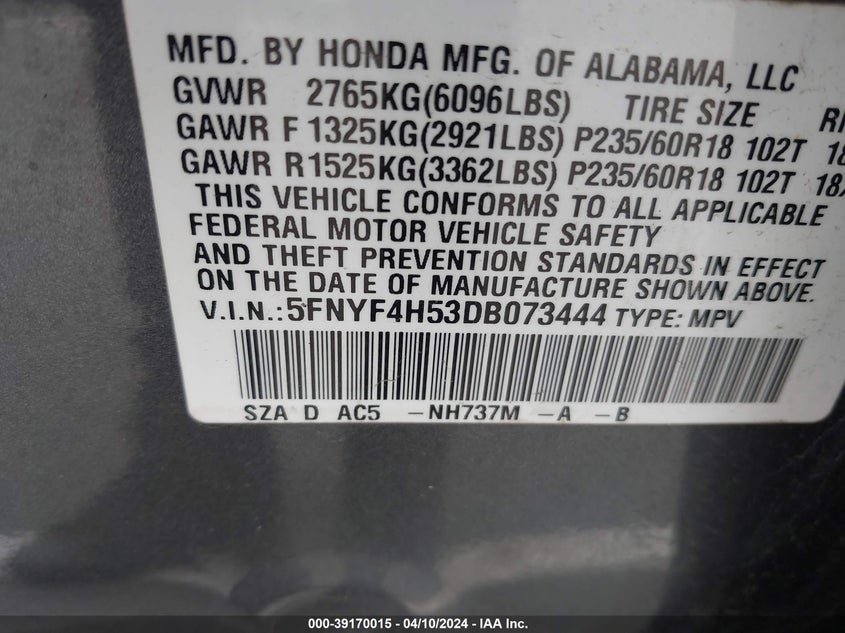 MFD. BY HONDA MFG. OF ALABAMA, LLC
GVWR 2765KG(6096LBS) TIRE SIZE
GAWR F 1325KG(2921LBS) P235/60R18 102T
GAWR R1525KG(3362LBS) P235/60R18 102T
THIS VEHICLE CONFORMS TO ALL APPLICABLE
FEDERAL MOTOR VEHICLE SAFETY
AND THEFT PREVENTION STANDARDS IN EFFECT
ON THE DATE OF MANUFACTURE SHOWN ABOVE.
V.I.N.:5FNYF4H53DB073444 TYPE: MPV
SZA D AC5 -NH737M -A -B
000-39170015 - 04/10/2024 - IAA Inc.